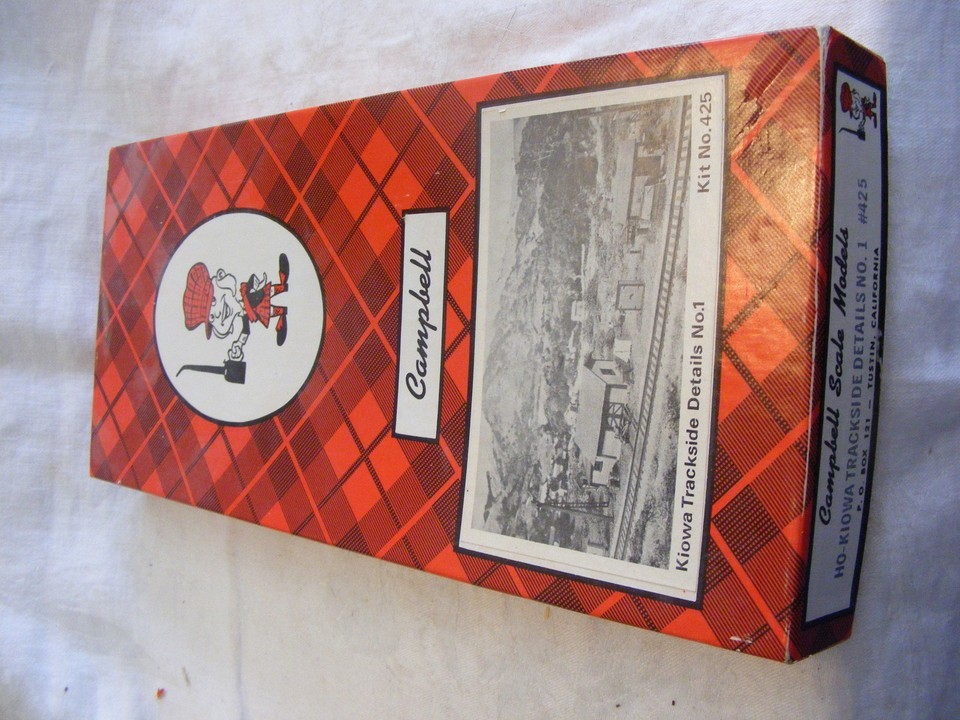 Campbell
Kiowa Trackside Details No.1
Kit No.425
Campbell Scale Models
HO-KIOWA TRACKSIDE DETAILS NO. 1 #425
P. O. BOX 121 — TUSTIN, CALIFORNIA